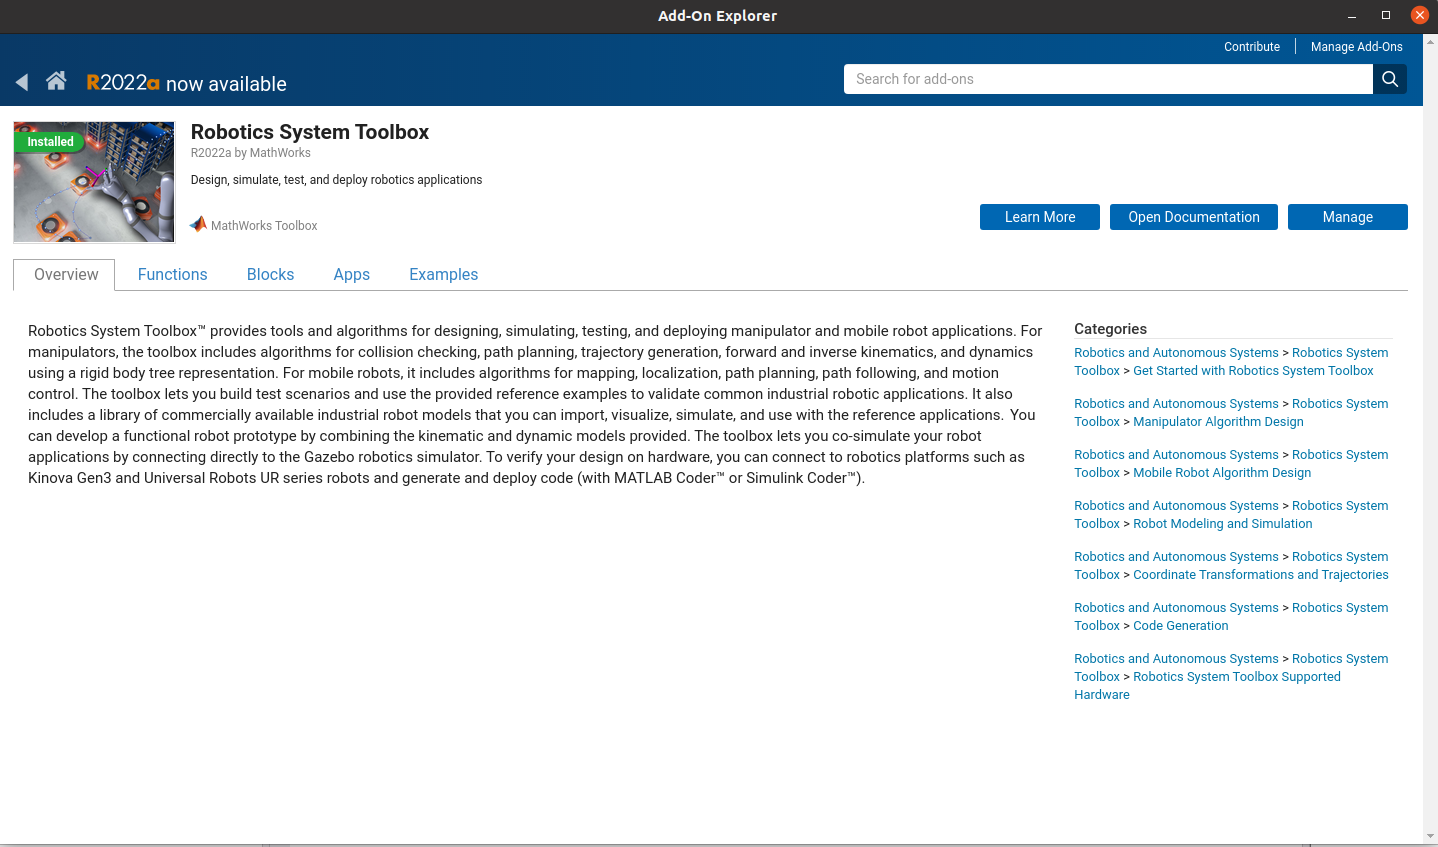 Add-On Explorer
Contribute
Manage Add-Ons
R2022a now available
Search for add-ons
Installed
Robotics System Toolbox
R2022a by MathWorks
Design, simulate, test, and deploy robotics applications
MathWorks Toolbox
Learn More
Open Documentation
Manage
Overview
Functions
Blocks
Apps
Examples
Robotics System Toolbox™ provides tools and algorithms for designing, simulating, testing, and deploying manipulator and mobile robot applications. For
manipulators, the toolbox includes algorithms for collision checking, path planning, trajectory generation, forward and inverse kinematics, and dynamics
using a rigid body tree representation. For mobile robots, it includes algorithms for mapping, localization, path planning, path following, and motion
control. The toolbox lets you build test scenarios and use the provided reference examples to validate common industrial robotic applications. It also
includes a library of commercially available industrial robot models that you can import, visualize, simulate, and use with the reference applications. You
can develop a functional robot prototype by combining the kinematic and dynamic models provided. The toolbox lets you co-simulate your robot
applications by connecting directly to the Gazebo robotics simulator. To verify your design on hardware, you can connect to robotics platforms such as
Kinova Gen3 and Universal Robots UR series robots and generate and deploy code (with MATLAB Coder™ or Simulink Coder™).
Categories
Robotics and Autonomous Systems > Robotics System
Toolbox > Get Started with Robotics System Toolbox
Robotics and Autonomous Systems > Robotics System
Toolbox > Manipulator Algorithm Design
Robotics and Autonomous Systems > Robotics System
Toolbox > Mobile Robot Algorithm Design
Robotics and Autonomous Systems > Robotics System
Toolbox > Robot Modeling and Simulation
Robotics and Autonomous Systems > Robotics System
Toolbox > Coordinate Transformations and Trajectories
Robotics and Autonomous Systems > Robotics System
Toolbox > Code Generation
Robotics and Autonomous Systems > Robotics System
Toolbox > Robotics System Toolbox Supported
Hardware